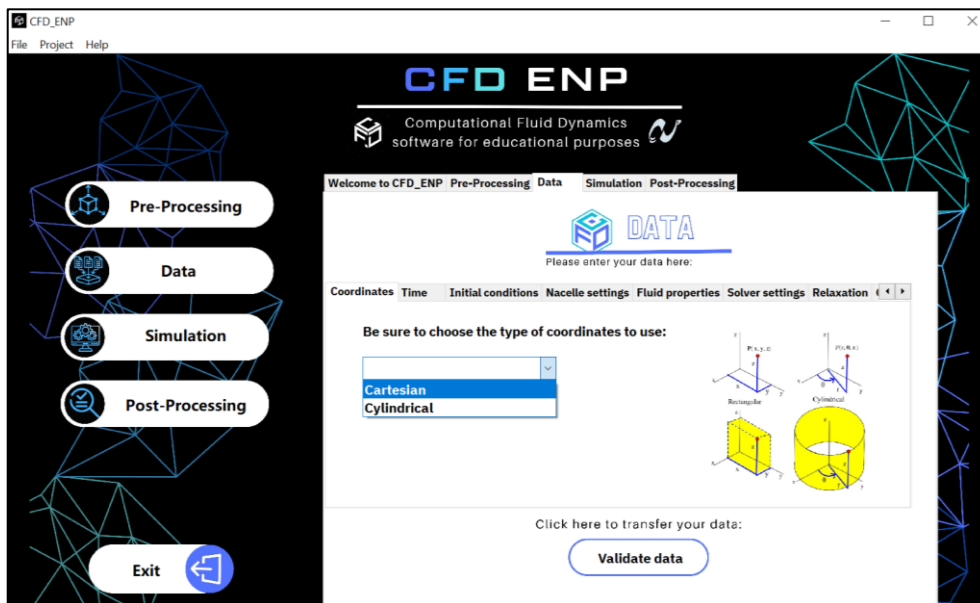 CFD_ENP
File Project Help
CFD ENP
Computational Fluid Dynamics
software for educational purposes
Welcome to CFD_ENP Pre-Processing Data Simulation Post-Processing
Pre-Processing
Data
Simulation
Post-Processing
Exit
DATA
Please enter your data here:
Coordinates Time Initial conditions Nacelle settings Fluid properties Solver settings Relaxation
Be sure to choose the type of coordinates to use:
Cartesian
Cylindrical
P(x, y, z)
Rectangular
Cylindrical
Click here to transfer your data:
Validate data